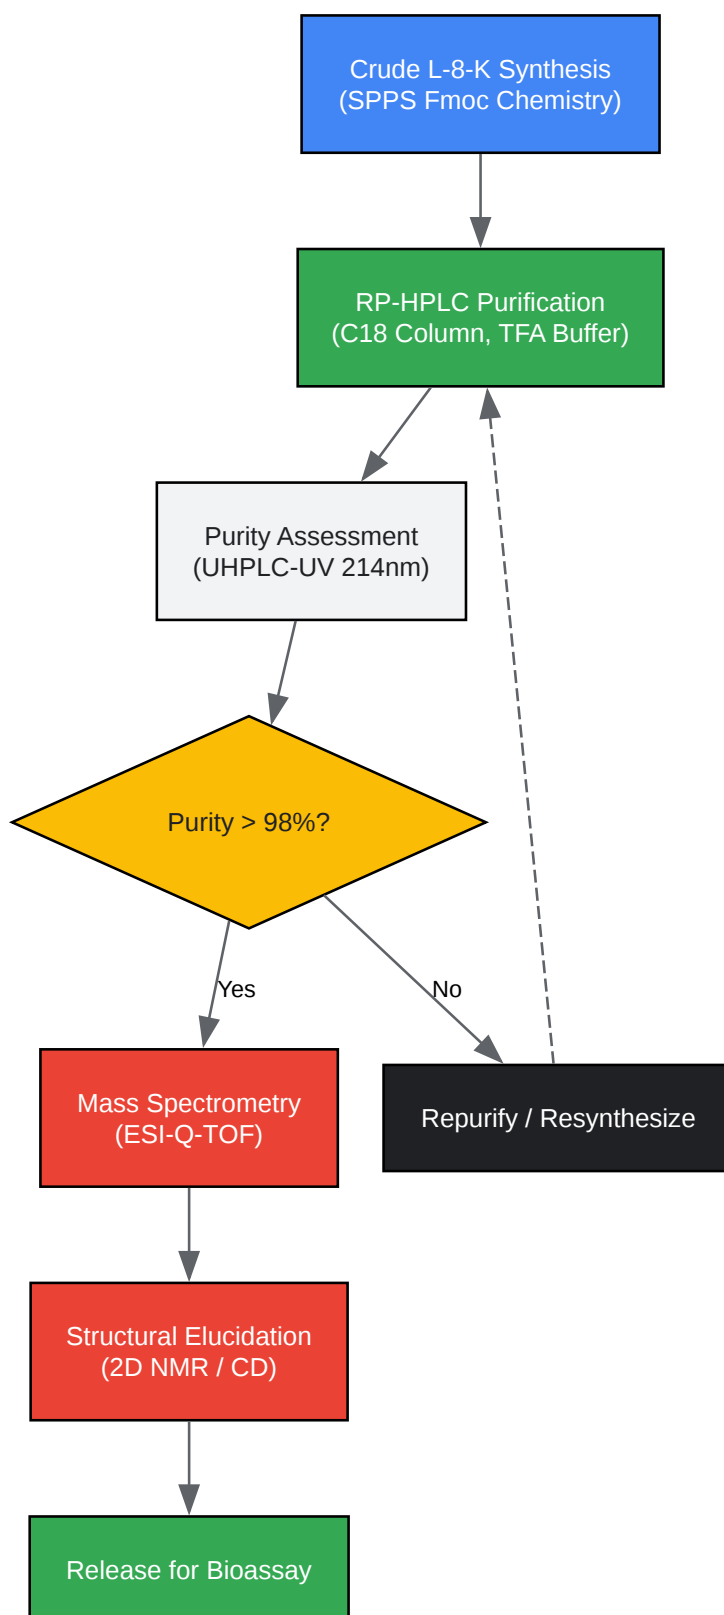 Crude L-8-K Synthesis
(SPPS Fmoc Chemistry)
RP-HPLC Purification
(C18 Column, TFA Buffer)
Purity Assessment
(UHPLC-UV 214nm)
Purity > 98%?
Yes
No
Mass Spectrometry
(ESI-Q-TOF)
Repurify / Resynthesize
Structural Elucidation
(2D NMR / CD)
Release for Bioassay